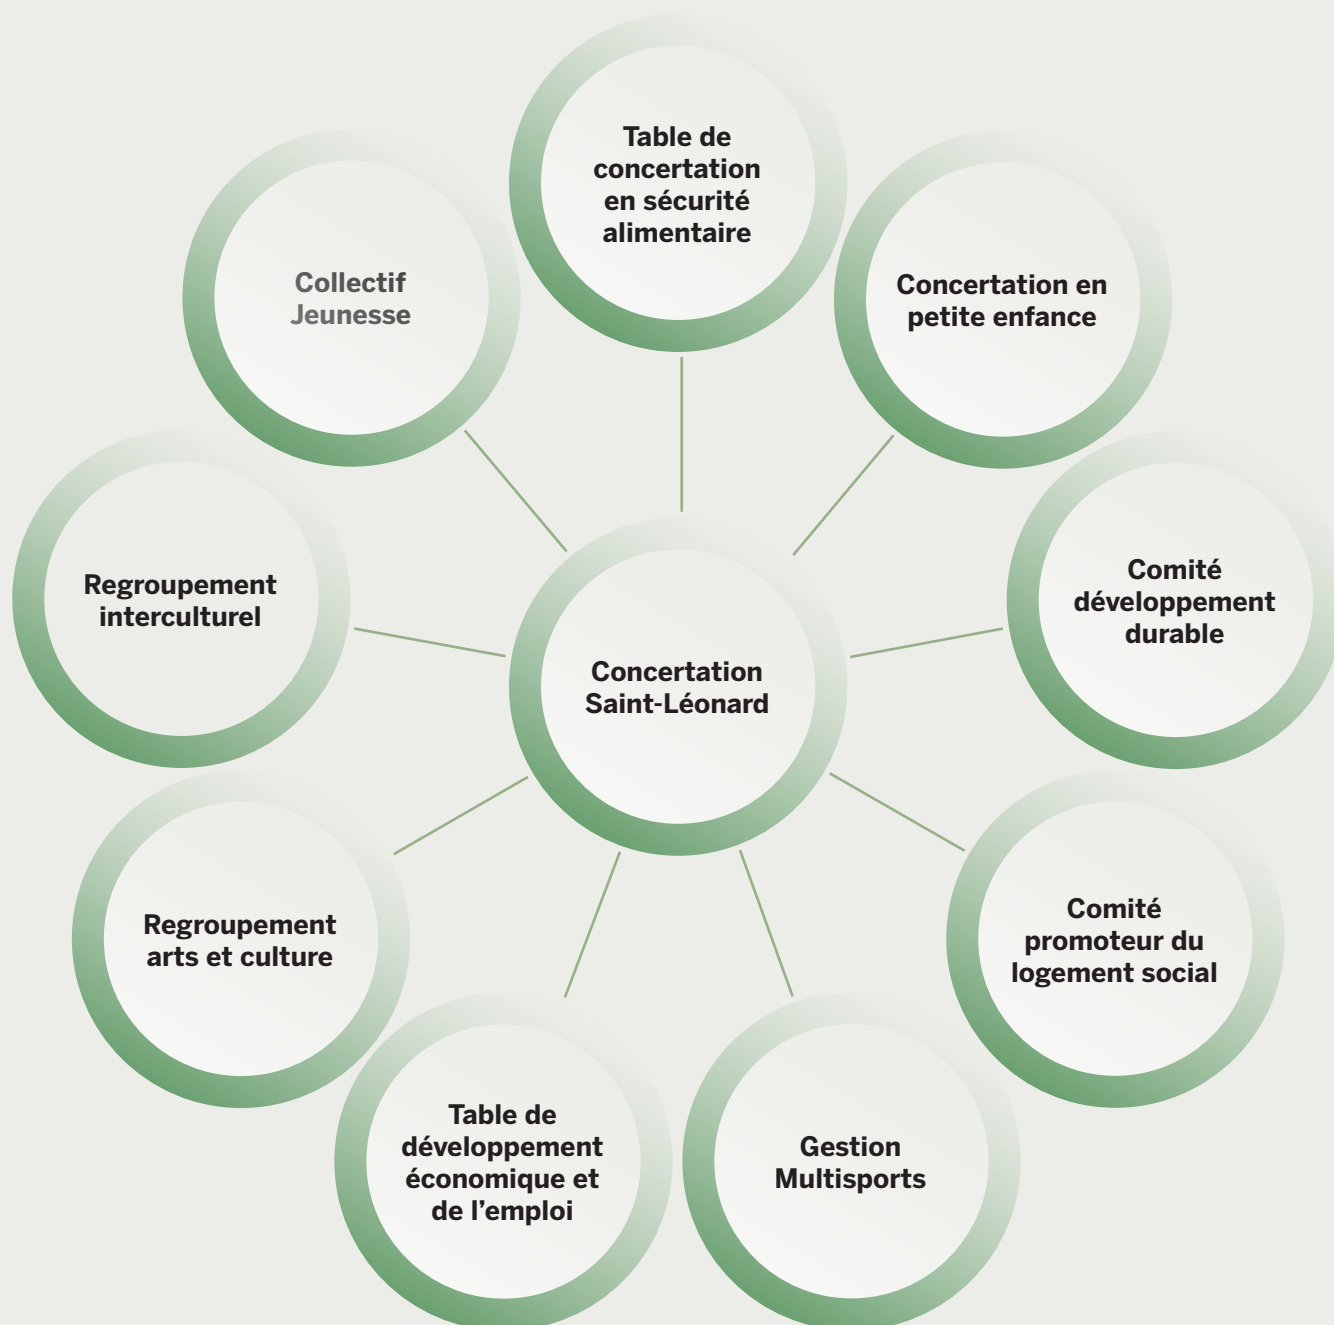 Table de
concertation
en sécurité
alimentaire
Concertation en
petite enfance
Comité
développement
durable
Comité
promoteur du
logement social
Gestion
Multisports
Table de
développement
économique et
de l'emploi
Regroupement
arts et culture
Regroupement
interculturel
Collectif
Jeunesse
Concertation
Saint-Léonard